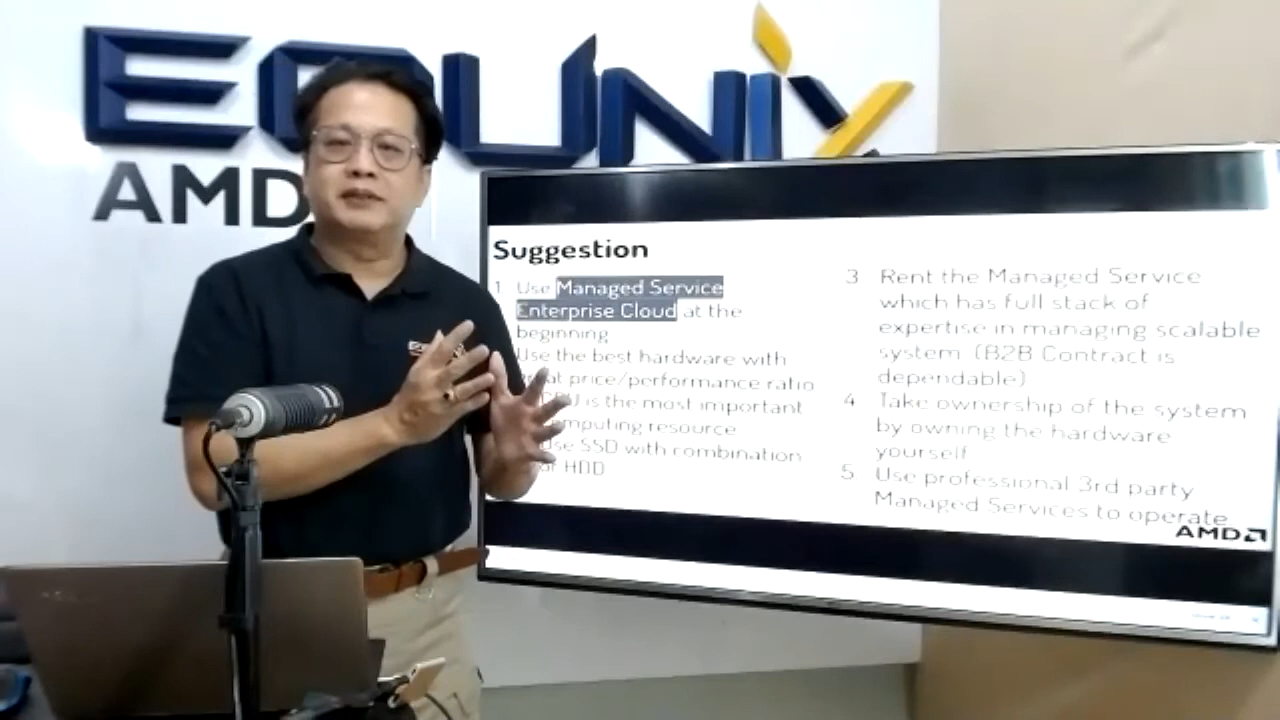 EQUNIX
AMD
Suggestion
1 Use Managed Service
Enterprise Cloud at the
beginning
Use the best hardware with
price/performance ratio
is the most important
resource
SSD with combination
HDD
3 Rent the Managed Service
which has full stack of
expertise in managing scalable
system (B2B Contract is
dependable)
4 Take ownership of the system
by owning the hardware
yourself
5 Use professional 3rd party
Managed Services to operate
AMD